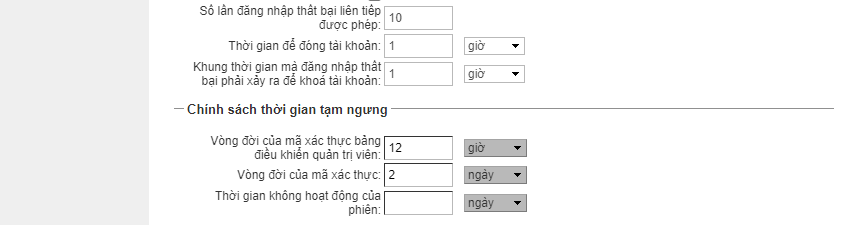 Số lần đăng nhập thất bại liên tiếp
được phép: 10
Thời gian để đóng tài khoản: 1 giờ
Khung thời gian mà đăng nhập thất
bại phải xảy ra để khoá tài khoản: 1 giờ
Chính sách thời gian tạm ngưng
Vòng đời của mã xác thực bảng
điều khiển quản trị viên: 12 giờ
Vòng đời của mã xác thực: 2 ngày
Thời gian không hoạt động của
phiên: ngày